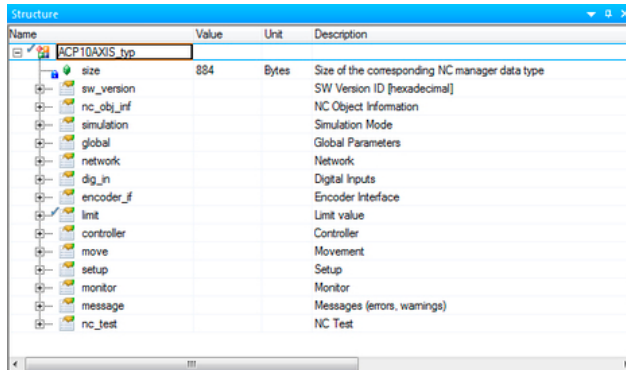 Structure
Name Value Unit Description
ACP10AXIS_typ
size 884 Bytes Size of the corresponding NC manager data type
sw_version SW Version ID [hexadecimal]
nc_obj_inf NC Object Information
simulation Simulation Mode
global Global Parameters
network Network
dig_in Digital Inputs
encoder_if Encoder Interface
limit Limit value
controller Controller
move Movement
setup Setup
monitor Monitor
message Messages (errors, warnings)
nc_test NC Test